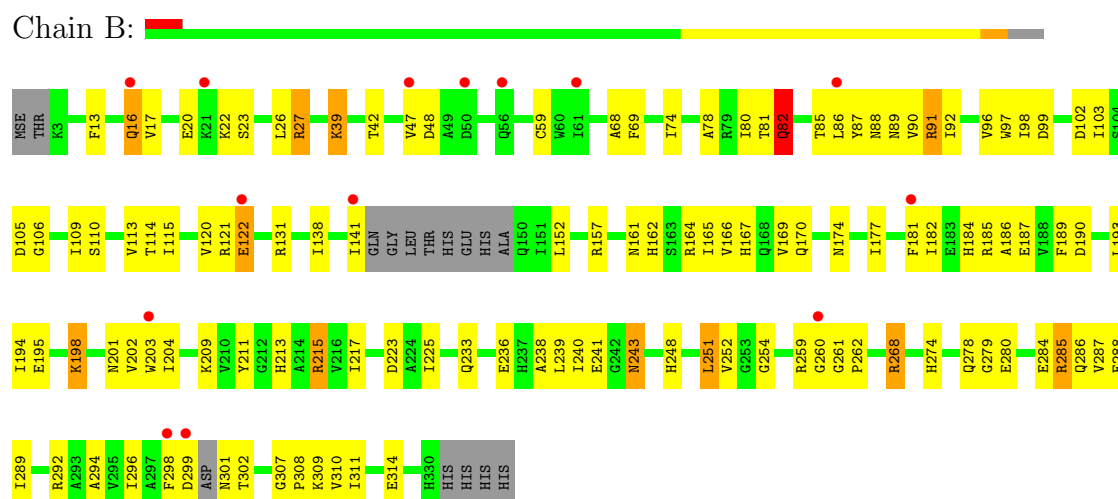 Chain B:
MSE THR K3 F13 Q16 V17 E20 K21 K22 S23 L26 R27 K39 T42 V47 D48 A49 D50 Q56 C59 W60 I61 A68 F69 I74 A78 R79 I80 T81 Q82 T85 L86 Y87 N88 N89 V90 R91 I92 V96 W97 I98 D99 D102 I103 S104
D105 G106 I109 S110 V113 T114 I115 V120 R121 E122 R131 I138 I141 GLN GLY LEU THR HIS GLU HIS ALA Q150 I151 L152 R157 N161 H162 S163 R164 I165 V166 H167 Q168 V169 Q170 N174 I177 F181 I182 E183 H184 R185 A186 E187 V188 F189 D190 I193
I194 E195 K198 N201 V202 W203 I204 K209 V210 Y211 G212 H213 A214 R215 V216 I217 D223 A224 I225 Q233 E236 H237 A238 L239 I240 E241 G242 N243 H248 L251 V252 G253 G254 R259 G260 G261 P262 R268 H274 Q278 G279 E280 E284 R285 Q286 V287
I289 R292 A293 A294 V295 I296 A297 F298 D299 ASP N301 T302 G307 P308 K309 V310 I311 E314 H330 HIS HIS HIS HIS